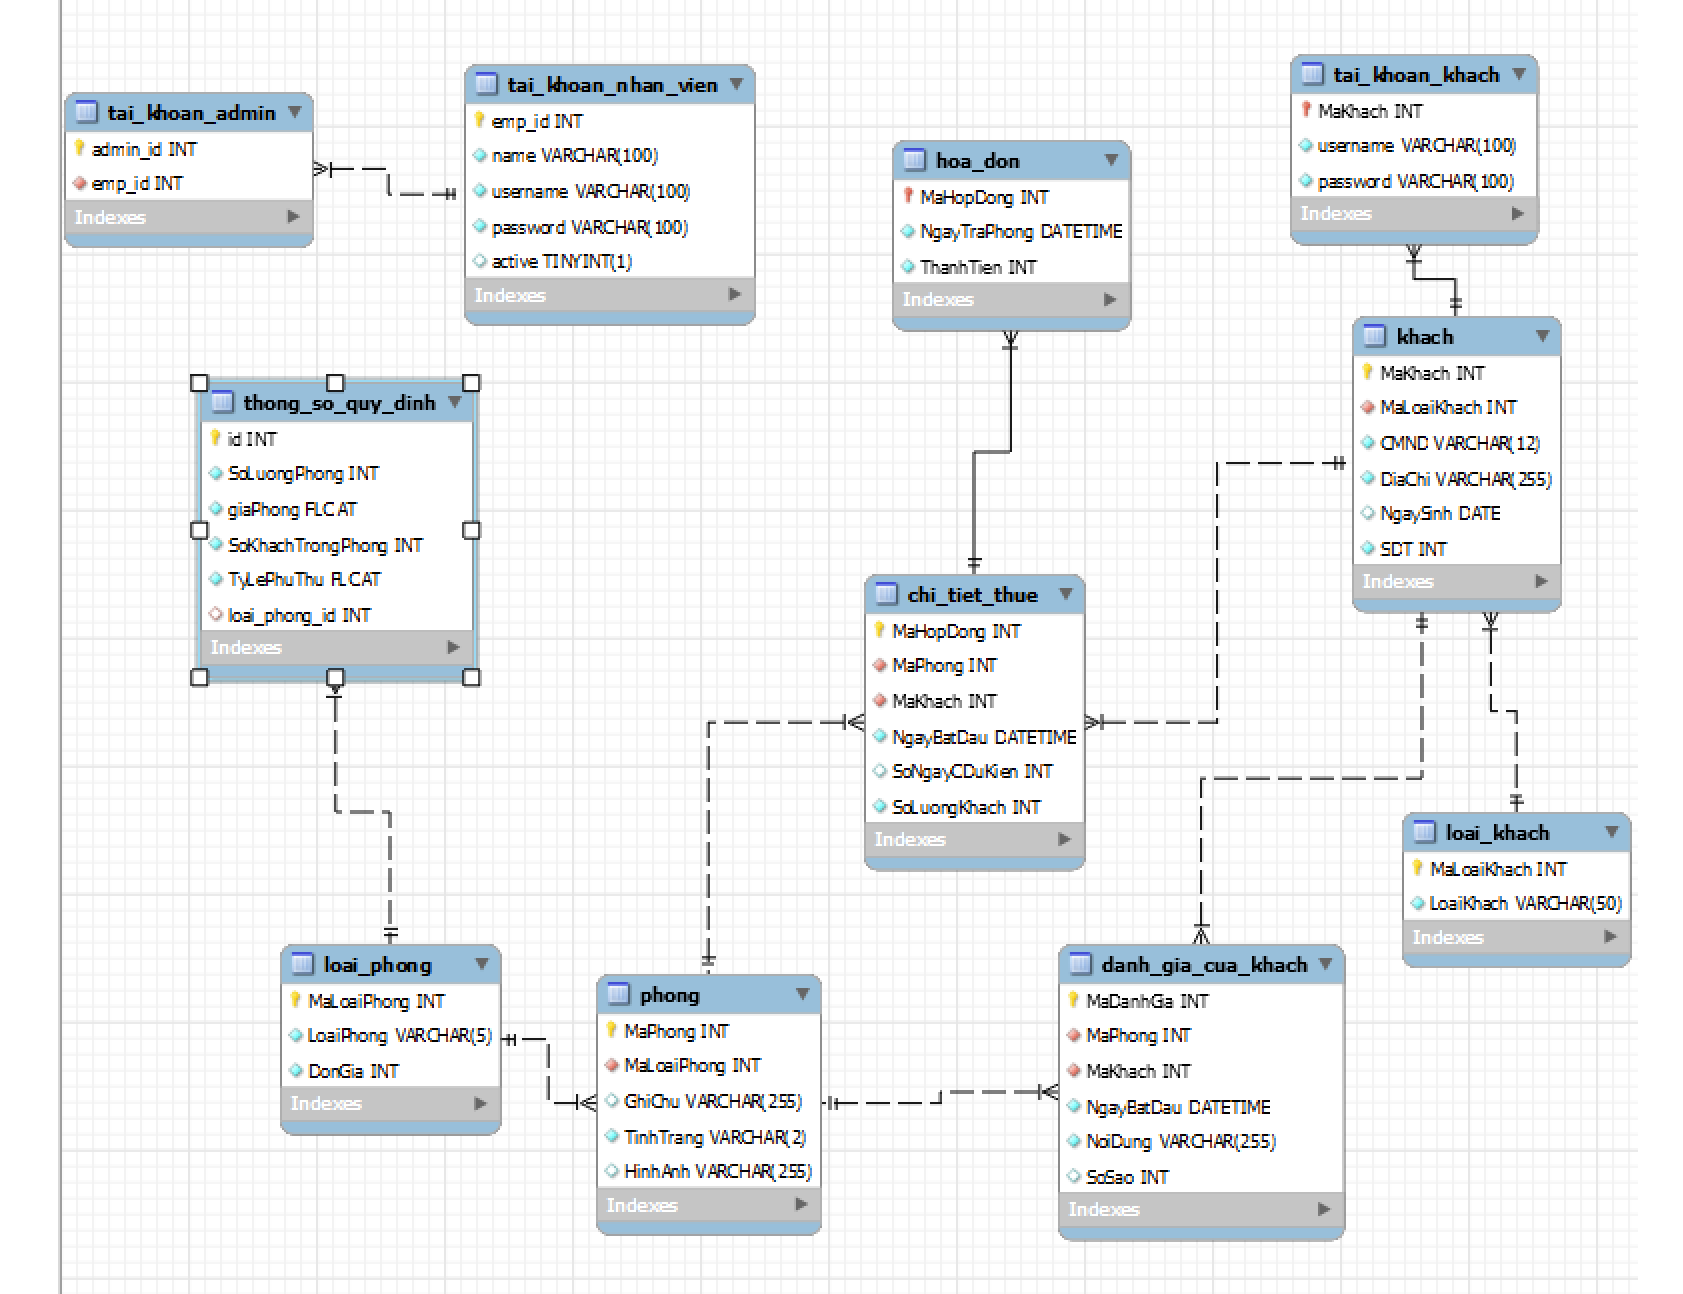 tai_khoan_admin
admin_id INT
emp_id INT
Indexes
tai_khoan_nhan_vien
emp_id INT
name VARCHAR(100)
username VARCHAR(100)
password VARCHAR(100)
active TINYINT(1)
Indexes
hoa_don
MaHopDong INT
NgayTraPhong DATETIME
ThanhTien INT
Indexes
tai_khoan_khach
MaKhach INT
username VARCHAR(100)
password VARCHAR(100)
Indexes
khach
MaKhach INT
MaLoaiKhach INT
CMND VARCHAR(12)
DiaChi VARCHAR(255)
NgaySinh DATE
SDT INT
Indexes
thong_so_quy_dinh
id INT
SoLuongPhong INT
giaPhong FLOAT
SoKhachTrongPhong INT
TyLePhuThu FLOAT
loai_phong_id INT
Indexes
chi_tiet_thue
MaHopDong INT
MaPhong INT
MaKhach INT
NgayBatDau DATETIME
SoNgayODuKien INT
SoLuongKhach INT
Indexes
loai_khach
MaLoaiKhach INT
LoaiKhach VARCHAR(50)
Indexes
loai_phong
MaLoaiPhong INT
LoaiPhong VARCHAR(5)
DonGia INT
Indexes
phong
MaPhong INT
MaLoaiPhong INT
GhiChu VARCHAR(255)
TinhTrang VARCHAR(2)
HinhAnh VARCHAR(255)
Indexes
danh_gia_cua_khach
MaDanhGia INT
MaPhong INT
MaKhach INT
NgayBatDau DATETIME
NoiDung VARCHAR(255)
SoSao INT
Indexes